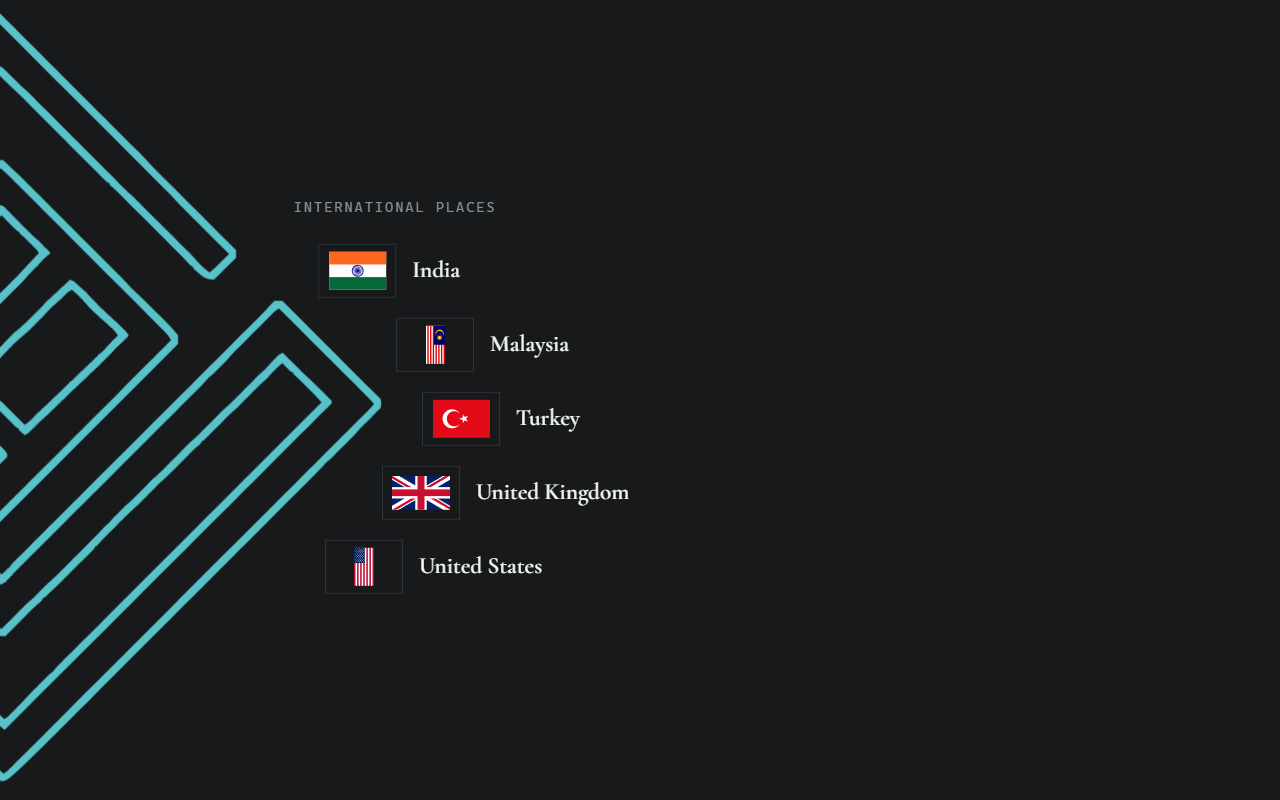 INTERNATIONAL PLACES
India
Malaysia
Turkey
United Kingdom
United States